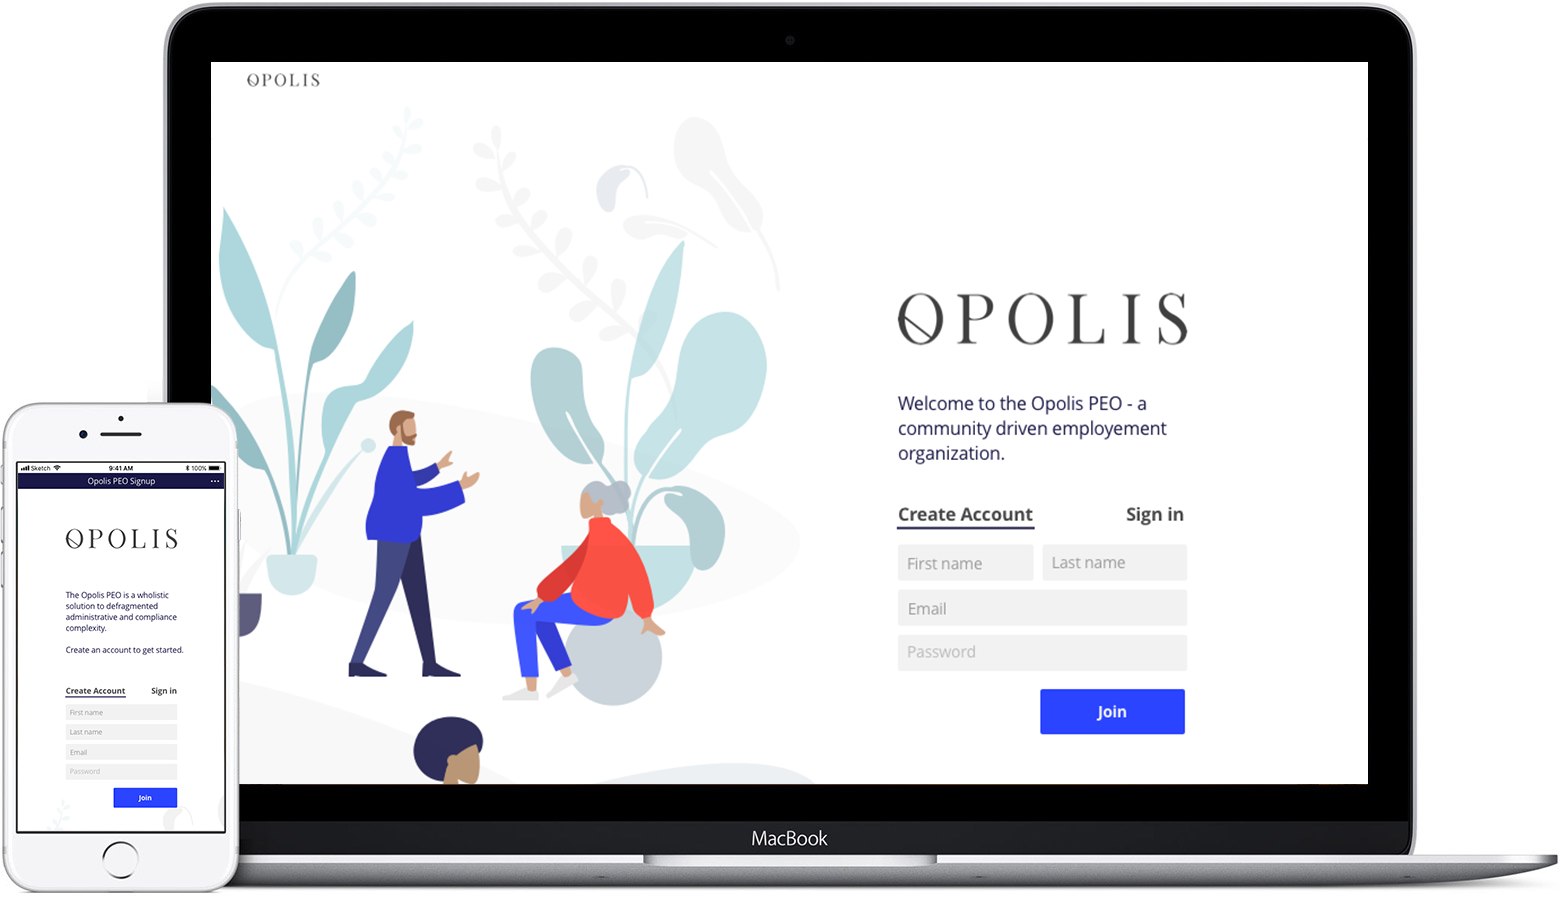 OPOLIS
OPOLIS
Welcome to the Opolis PEO - a
community driven employement
organization.
Create Account
Sign in
First name
Last name
Email
Password
Join
MacBook
Sketch
9:41 AM
100%
Opolis PEO Signup
OPOLIS
The Opolis PEO is a wholistic
solution to defragmented
administrative and compliance
complexity.
Create an account to get started.
Create Account
Sign in
First name
Last name
Email
Password
Join